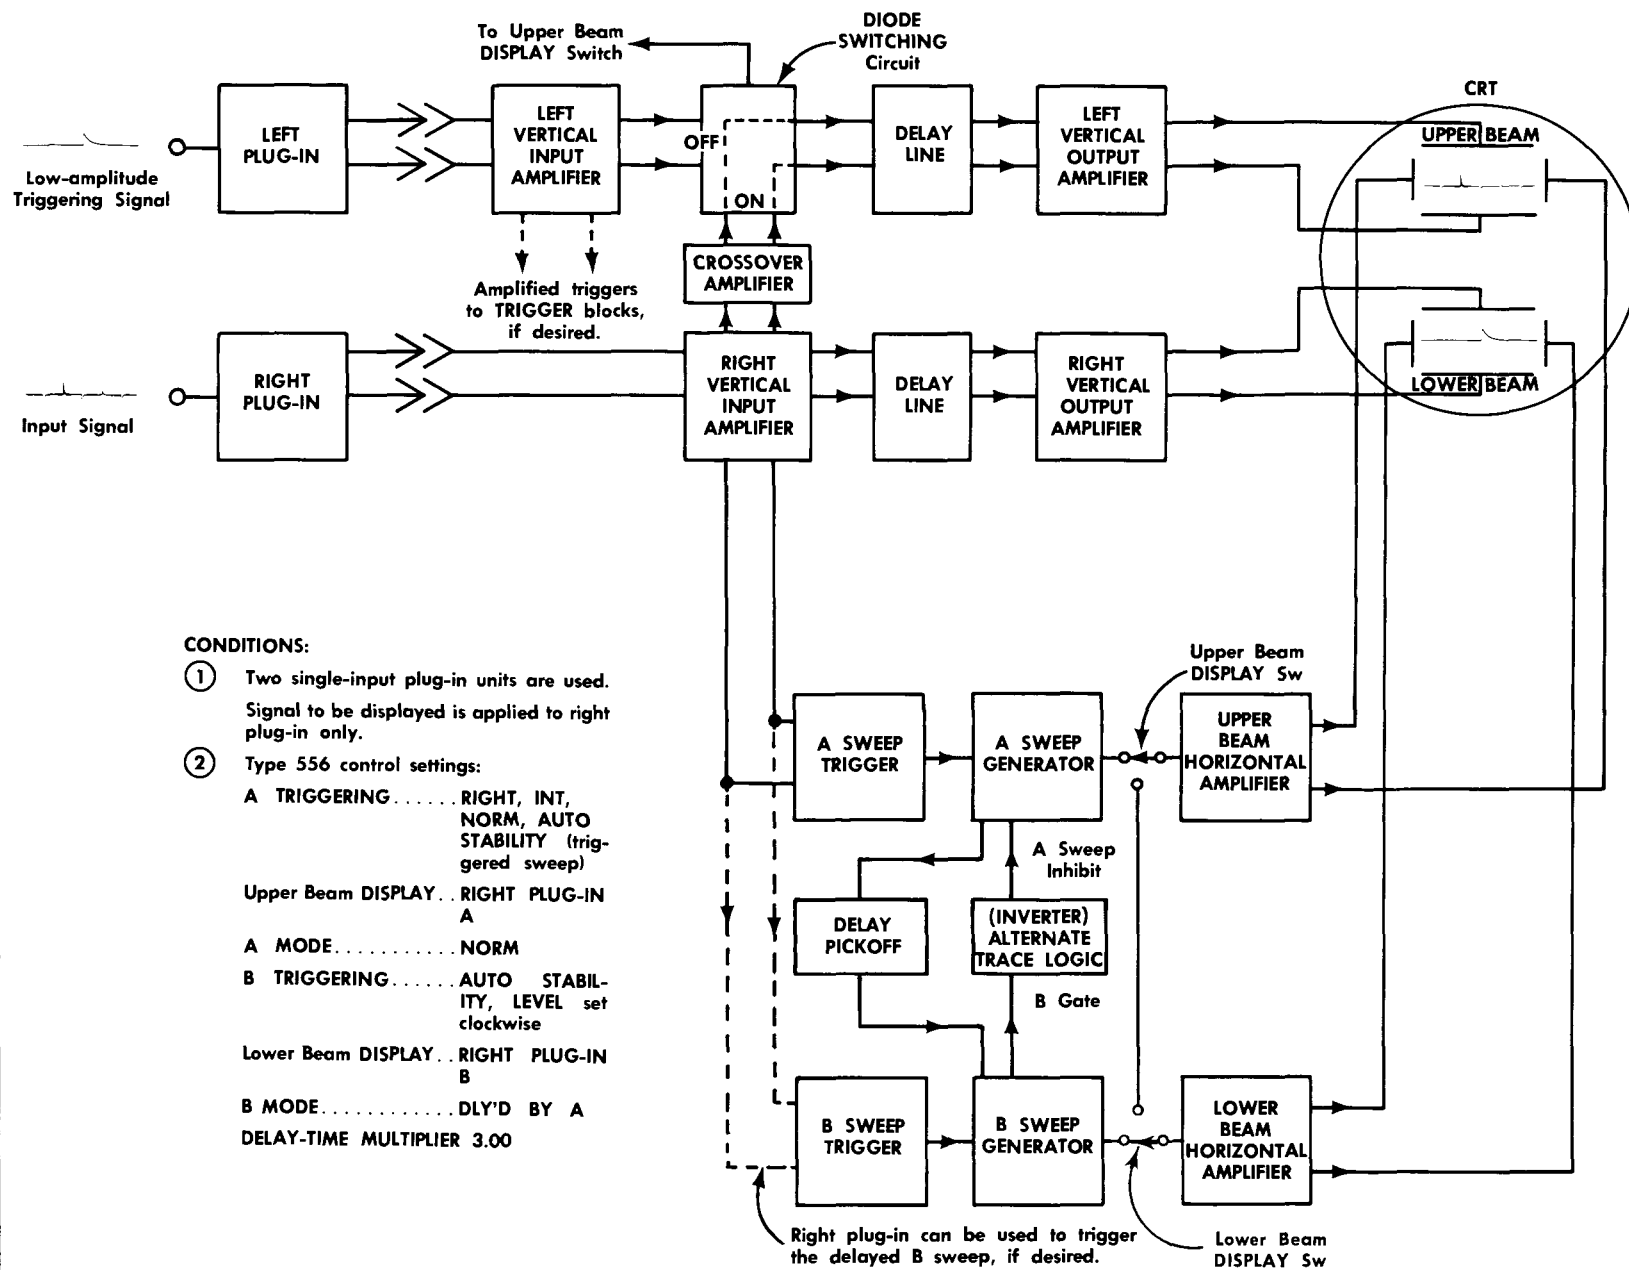 To Upper Beam
DISPLAY Switch
DIODE
SWITCHING
Circuit
CRT
LEFT
PLUG-IN
LEFT
VERTICAL
INPUT
AMPLIFIER
OFF
ON
DELAY
LINE
LEFT
VERTICAL
OUTPUT
AMPLIFIER
UPPER BEAM
Low-amplitude
Triggering Signal
Amplified triggers
to TRIGGER blocks,
if desired.
CROSSOVER
AMPLIFIER
RIGHT
PLUG-IN
RIGHT
VERTICAL
INPUT
AMPLIFIER
DELAY
LINE
RIGHT
VERTICAL
OUTPUT
AMPLIFIER
LOWER BEAM
Input Signal
CONDITIONS:
1 Two single-input plug-in units are used.
Signal to be displayed is applied to right
plug-in only.
2 Type 556 control settings:
A TRIGGERING...... RIGHT, INT,
NORM, AUTO
STABILITY (trig-
gered sweep)
Upper Beam DISPLAY.. RIGHT PLUG-IN
A
A MODE............ NORM
B TRIGGERING...... AUTO STABIL-
ITY, LEVEL set
clockwise
Lower Beam DISPLAY.. RIGHT PLUG-IN
B
B MODE............ DLY'D BY A
DELAY-TIME MULTIPLIER 3.00
Upper Beam
DISPLAY Sw
A SWEEP
TRIGGER
A SWEEP
GENERATOR
UPPER
BEAM
HORIZONTAL
AMPLIFIER
A Sweep
Inhibit
DELAY
PICKOFF
(INVERTER)
ALTERNATE
TRACE LOGIC
B Gate
B SWEEP
TRIGGER
B SWEEP
GENERATOR
LOWER
BEAM
HORIZONTAL
AMPLIFIER
Right plug-in can be used to trigger
the delayed B sweep, if desired.
Lower Beam
DISPLAY Sw